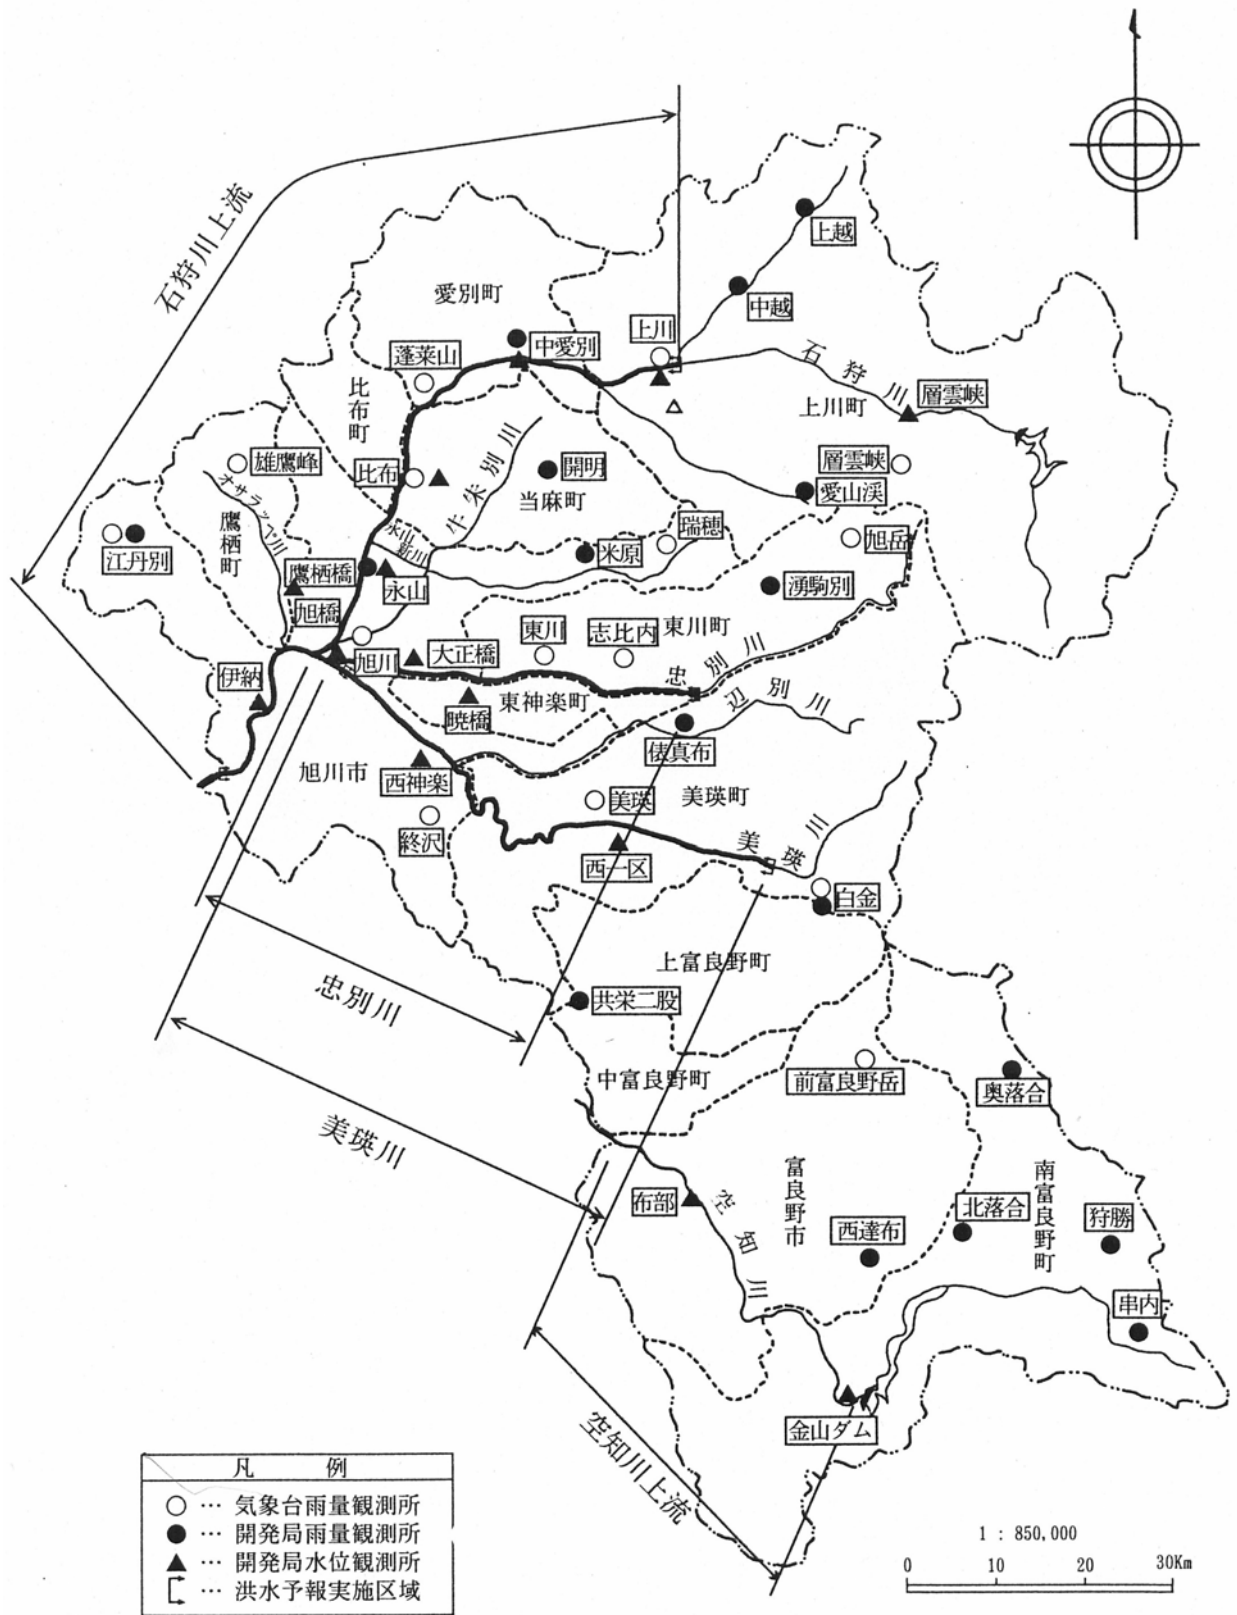 石狩川上流
上越
中越
愛別町
上川
中愛別
蓬莱山
石狩川
層雲峡
上川町
比布町
牛朱別川
層雲峡
雄鷹峰
比布
開明
愛山渓
オサラッペ川
当麻町
瑞穂
旭岳
鷹栖町
永山新川
米原
江丹別
鷹栖橋
永山
湧駒別
旭橋
東川
志比内
東川町
旭川
大正橋
忠別川
伊納
暁橋
東神楽町
辺別川
俵真布
旭川市
西神楽
美瑛
美瑛町
終沢
西一区
美瑛川
白金
上富良野町
忠別川
共栄二股
中富良野町
前富良野岳
奥落合
美瑛川
富良野市
南富良野町
布部
空知川
西達布
北落合
狩勝
串内
金山ダム
空知川上流
凡 例
○ … 気象台雨量観測所
● … 開発局雨量観測所
▲ … 開発局水位観測所
… 洪水予報実施区域
1 : 850,000
0 10 20 30Km